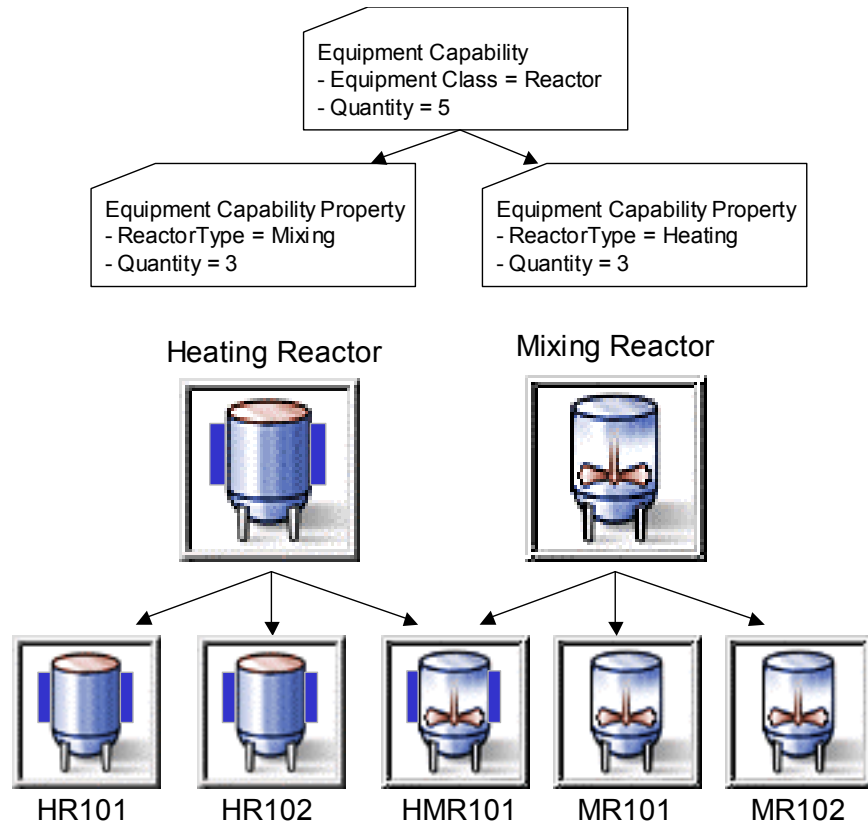 Equipment Capability
- Equipment Class = Reactor
- Quantity = 5
Equipment Capability Property
- ReactorType = Mixing
- Quantity = 3
Equipment Capability Property
- ReactorType = Heating
- Quantity = 3
Heating Reactor
Mixing Reactor
HR101
HR102
HMR101
MR101
MR102